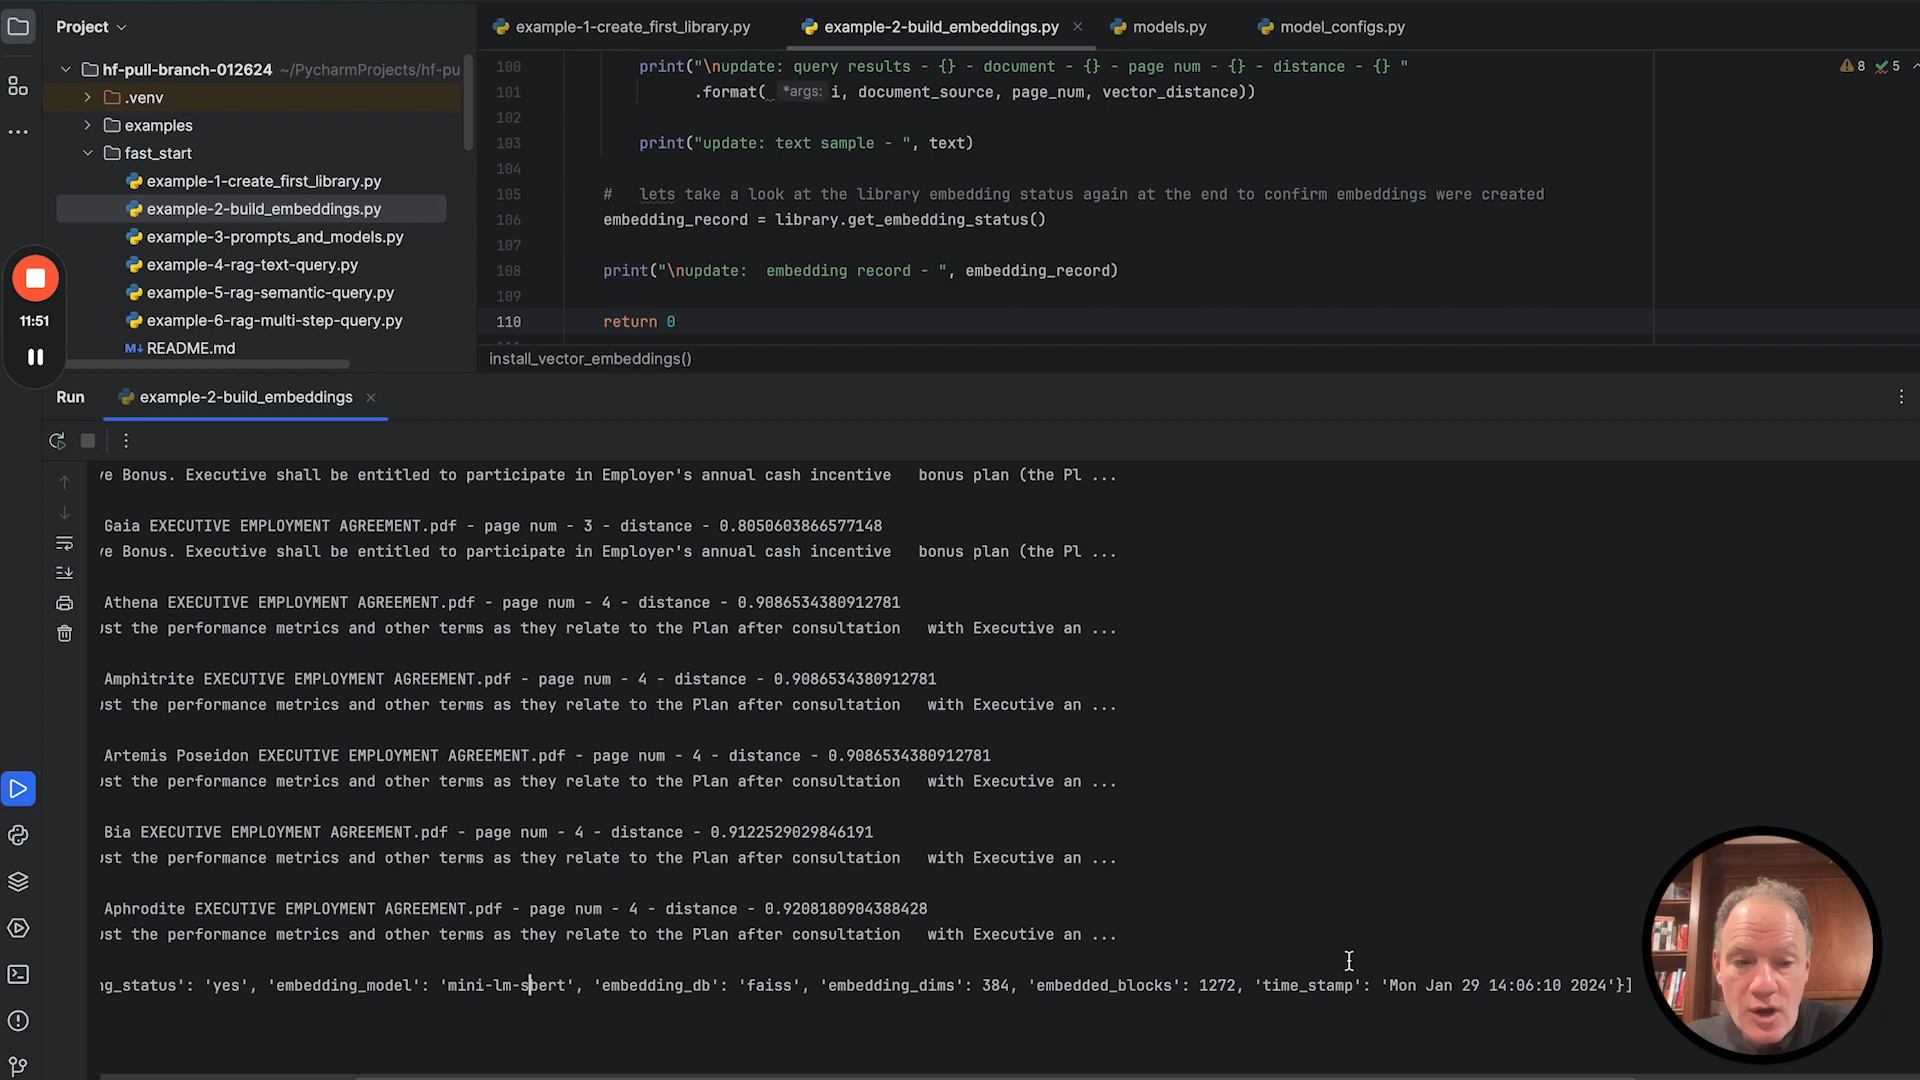 Project
example-1-create_first_library.py
example-2-build_embeddings.py
models.py
model_configs.py
hf-pull-branch-012624 ~/PycharmProjects/hf-pu
.venv
examples
fast_start
example-1-create_first_library.py
example-2-build_embeddings.py
example-3-prompts_and_models.py
example-4-rag-text-query.py
example-5-rag-semantic-query.py
example-6-rag-multi-step-query.py
M↓ README.md
11:51
100 print("\nupdate: query results - {} - document - {} - page num - {} - distance - {} "
8 5
101 .format( *args: i, document_source, page_num, vector_distance))
102
103 print("update: text sample - ", text)
104
105 # lets take a look at the library embedding status again at the end to confirm embeddings were created
106 embedding_record = library.get_embedding_status()
107
108 print("\nupdate:  embedding record - ", embedding_record)
109
110 return 0
install_vector_embeddings()
Run
example-2-build_embeddings
ve Bonus. Executive shall be entitled to participate in Employer's annual cash incentive   bonus plan (the Pl ...
Gaia EXECUTIVE EMPLOYMENT AGREEMENT.pdf - page num - 3 - distance - 0.8050603866577148
ve Bonus. Executive shall be entitled to participate in Employer's annual cash incentive   bonus plan (the Pl ...
Athena EXECUTIVE EMPLOYMENT AGREEMENT.pdf - page num - 4 - distance - 0.9086534380912781
ust the performance metrics and other terms as they relate to the Plan after consultation   with Executive an ...
Amphitrite EXECUTIVE EMPLOYMENT AGREEMENT.pdf - page num - 4 - distance - 0.9086534380912781
ust the performance metrics and other terms as they relate to the Plan after consultation   with Executive an ...
Artemis Poseidon EXECUTIVE EMPLOYMENT AGREEMENT.pdf - page num - 4 - distance - 0.9086534380912781
ust the performance metrics and other terms as they relate to the Plan after consultation   with Executive an ...
Bia EXECUTIVE EMPLOYMENT AGREEMENT.pdf - page num - 4 - distance - 0.9122529029846191
ust the performance metrics and other terms as they relate to the Plan after consultation   with Executive an ...
Aphrodite EXECUTIVE EMPLOYMENT AGREEMENT.pdf - page num - 4 - distance - 0.9208180904388428
ust the performance metrics and other terms as they relate to the Plan after consultation   with Executive an ...
ng_status': 'yes', 'embedding_model': 'mini-lm-sbert', 'embedding_db': 'faiss', 'embedding_dims': 384, 'embedded_blocks': 1272, 'time_stamp': 'Mon Jan 29 14:06:10 2024'}]